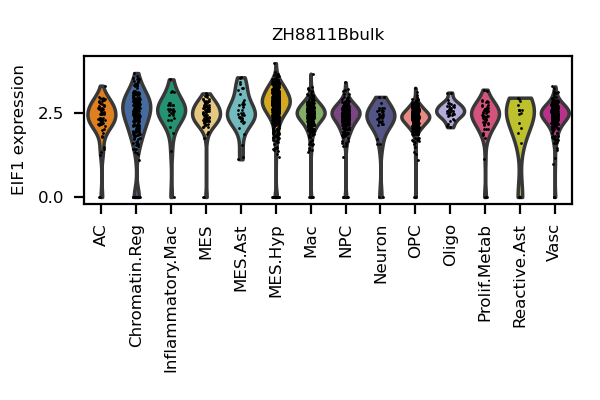 ZH8811Bbulk
EIF1 expression
2.5
0.0
AC
Chromatin.Reg
Inflammatory.Mac
MES
MES.Ast
MES.Hyp
Mac
NPC
Neuron
OPC
Oligo
Prolif.Metab
Reactive.Ast
Vasc